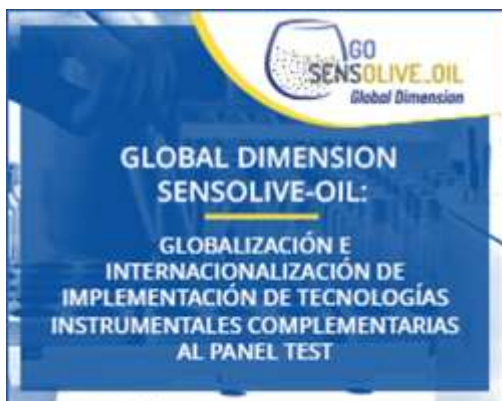 GO
SENSOLIVE_OIL
Global Dimension
GLOBAL DIMENSION
SENSOLIVE-OIL:
GLOBALIZACIÓN E
INTERNACIONALIZACIÓN DE
IMPLEMENTACIÓN DE TECNOLOGÍAS
INSTRUMENTALES COMPLEMENTARIAS
AL PANEL TEST